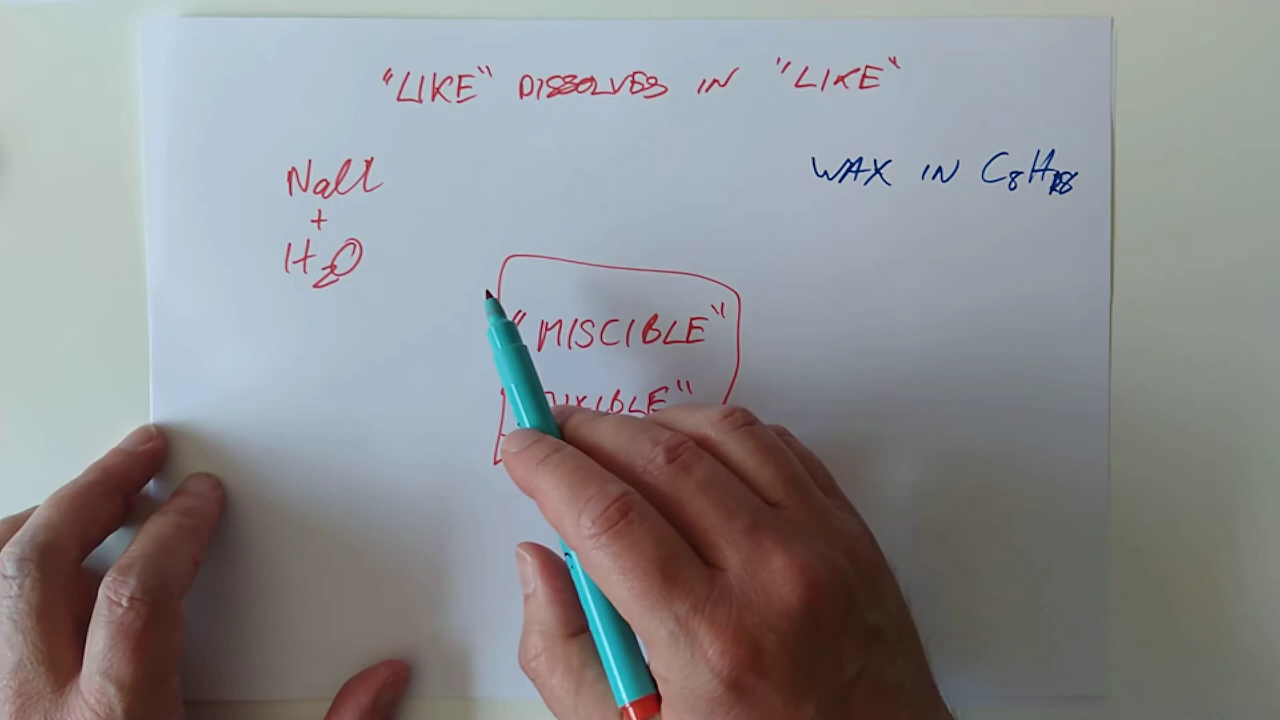 "LIKE" DISSOLVES IN "LIKE"
NaCl
+
H2O
WAX IN C8H18
"MISCIBLE"